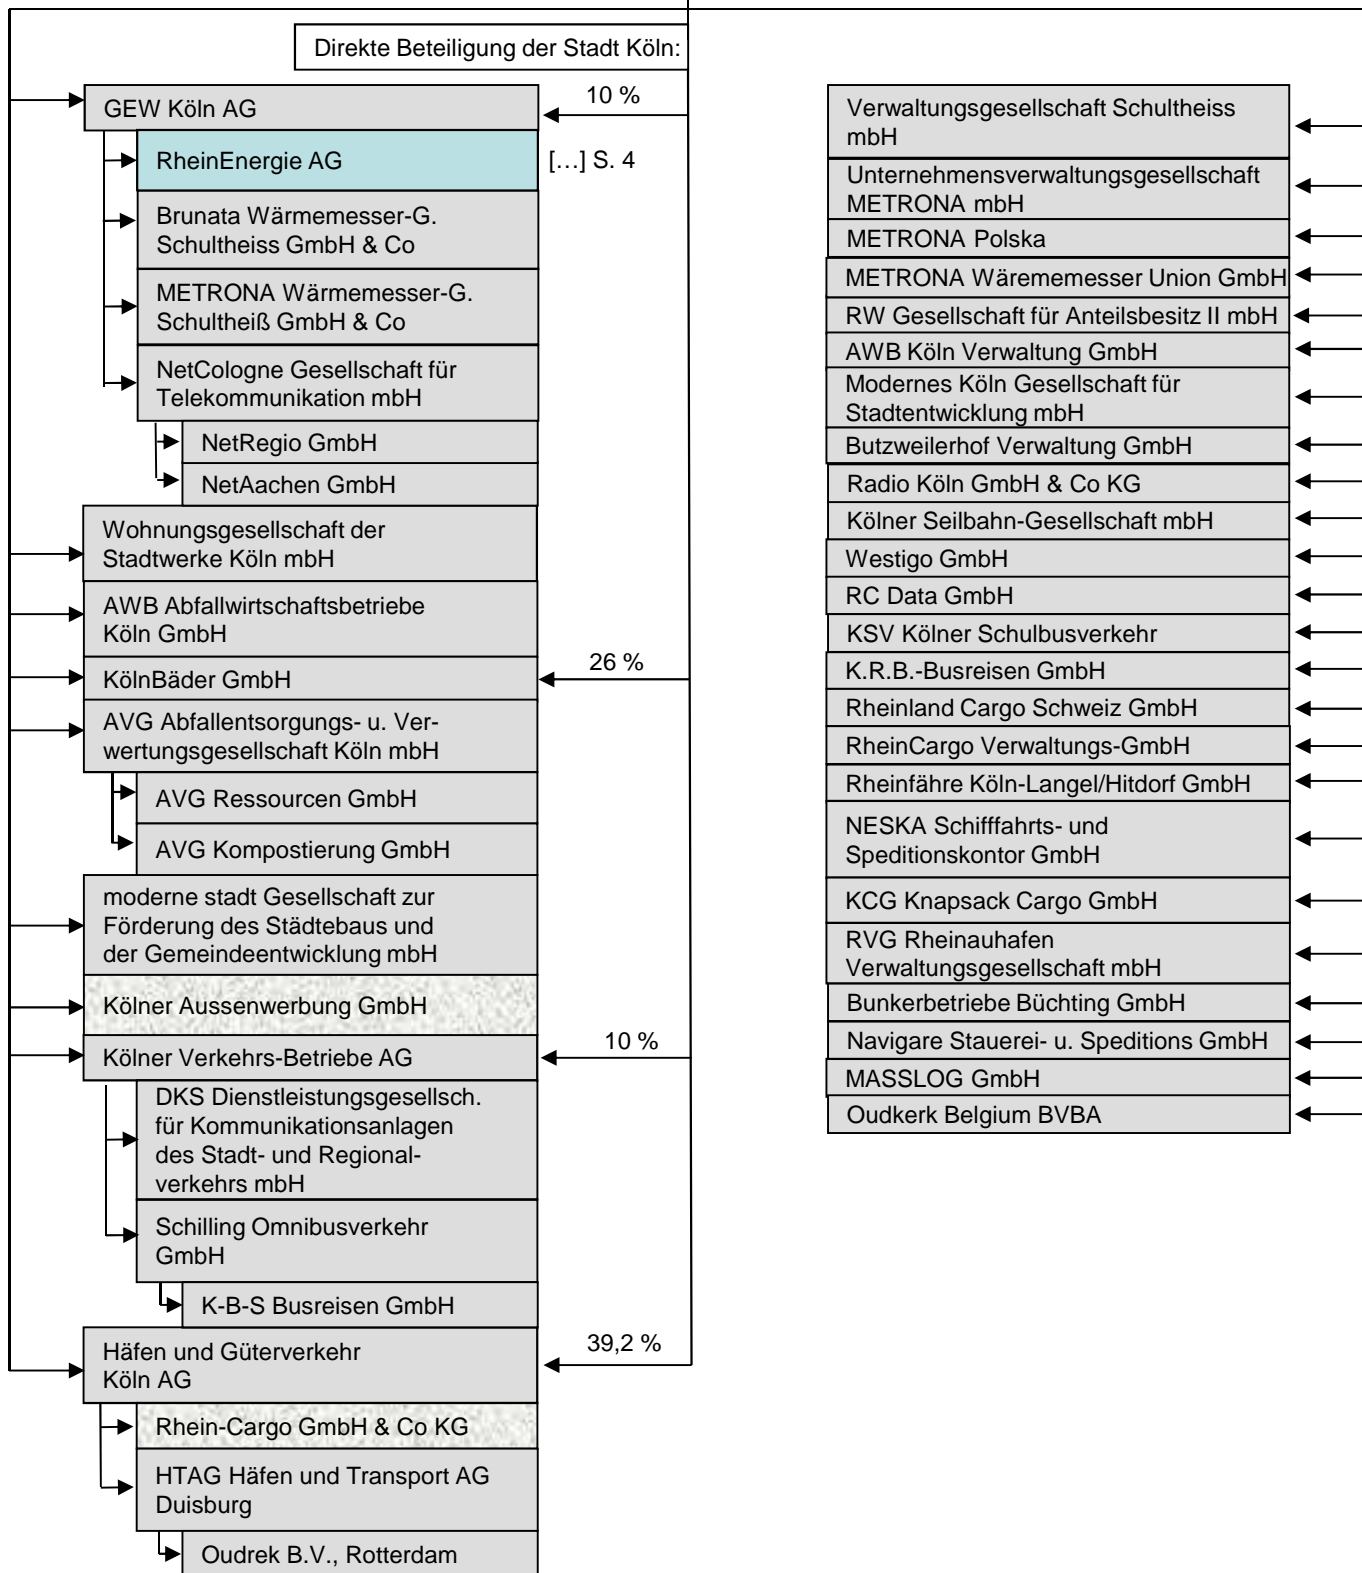 Direkte Beteiligung der Stadt Köln:
GEW Köln AG
10 %
RheinEnergie AG
[…] S. 4
Brunata Wärmemesser-G.
Schultheiss GmbH & Co
METRONA Wärmemesser-G.
Schultheiß GmbH & Co
NetCologne Gesellschaft für
Telekommunikation mbH
NetRegio GmbH
NetAachen GmbH
Wohnungsgesellschaft der
Stadtwerke Köln mbH
AWB Abfallwirtschaftsbetriebe
Köln GmbH
KölnBäder GmbH
26 %
AVG Abfallentsorgungs- u. Ver-
wertungsgesellschaft Köln mbH
AVG Ressourcen GmbH
AVG Kompostierung GmbH
moderne stadt Gesellschaft zur
Förderung des Städtebaus und
der Gemeindeentwicklung mbH
Kölner Aussenwerbung GmbH
Kölner Verkehrs-Betriebe AG
10 %
DKS Dienstleistungsgesellsch.
für Kommunikationsanlagen
des Stadt- und Regional-
verkehrs mbH
Schilling Omnibusverkehr
GmbH
K-B-S Busreisen GmbH
Häfen und Güterverkehr
Köln AG
39,2 %
Rhein-Cargo GmbH & Co KG
HTAG Häfen und Transport AG
Duisburg
Oudrek B.V., Rotterdam
Verwaltungsgesellschaft Schultheiss
mbH
Unternehmensverwaltungsgesellschaft
METRONA mbH
METRONA Polska
METRONA Wärememesser Union GmbH
RW Gesellschaft für Anteilsbesitz II mbH
AWB Köln Verwaltung GmbH
Modernes Köln Gesellschaft für
Stadtentwicklung mbH
Butzweilerhof Verwaltung GmbH
Radio Köln GmbH & Co KG
Kölner Seilbahn-Gesellschaft mbH
Westigo GmbH
RC Data GmbH
KSV Kölner Schulbusverkehr
K.R.B.-Busreisen GmbH
Rheinland Cargo Schweiz GmbH
RheinCargo Verwaltungs-GmbH
Rheinfähre Köln-Langel/Hitdorf GmbH
NESKA Schifffahrts- und
Speditionskontor GmbH
KCG Knapsack Cargo GmbH
RVG Rheinauhafen
Verwaltungsgesellschaft mbH
Bunkerbetriebe Büchting GmbH
Navigare Stauerei- u. Speditions GmbH
MASSLOG GmbH
Oudkerk Belgium BVBA